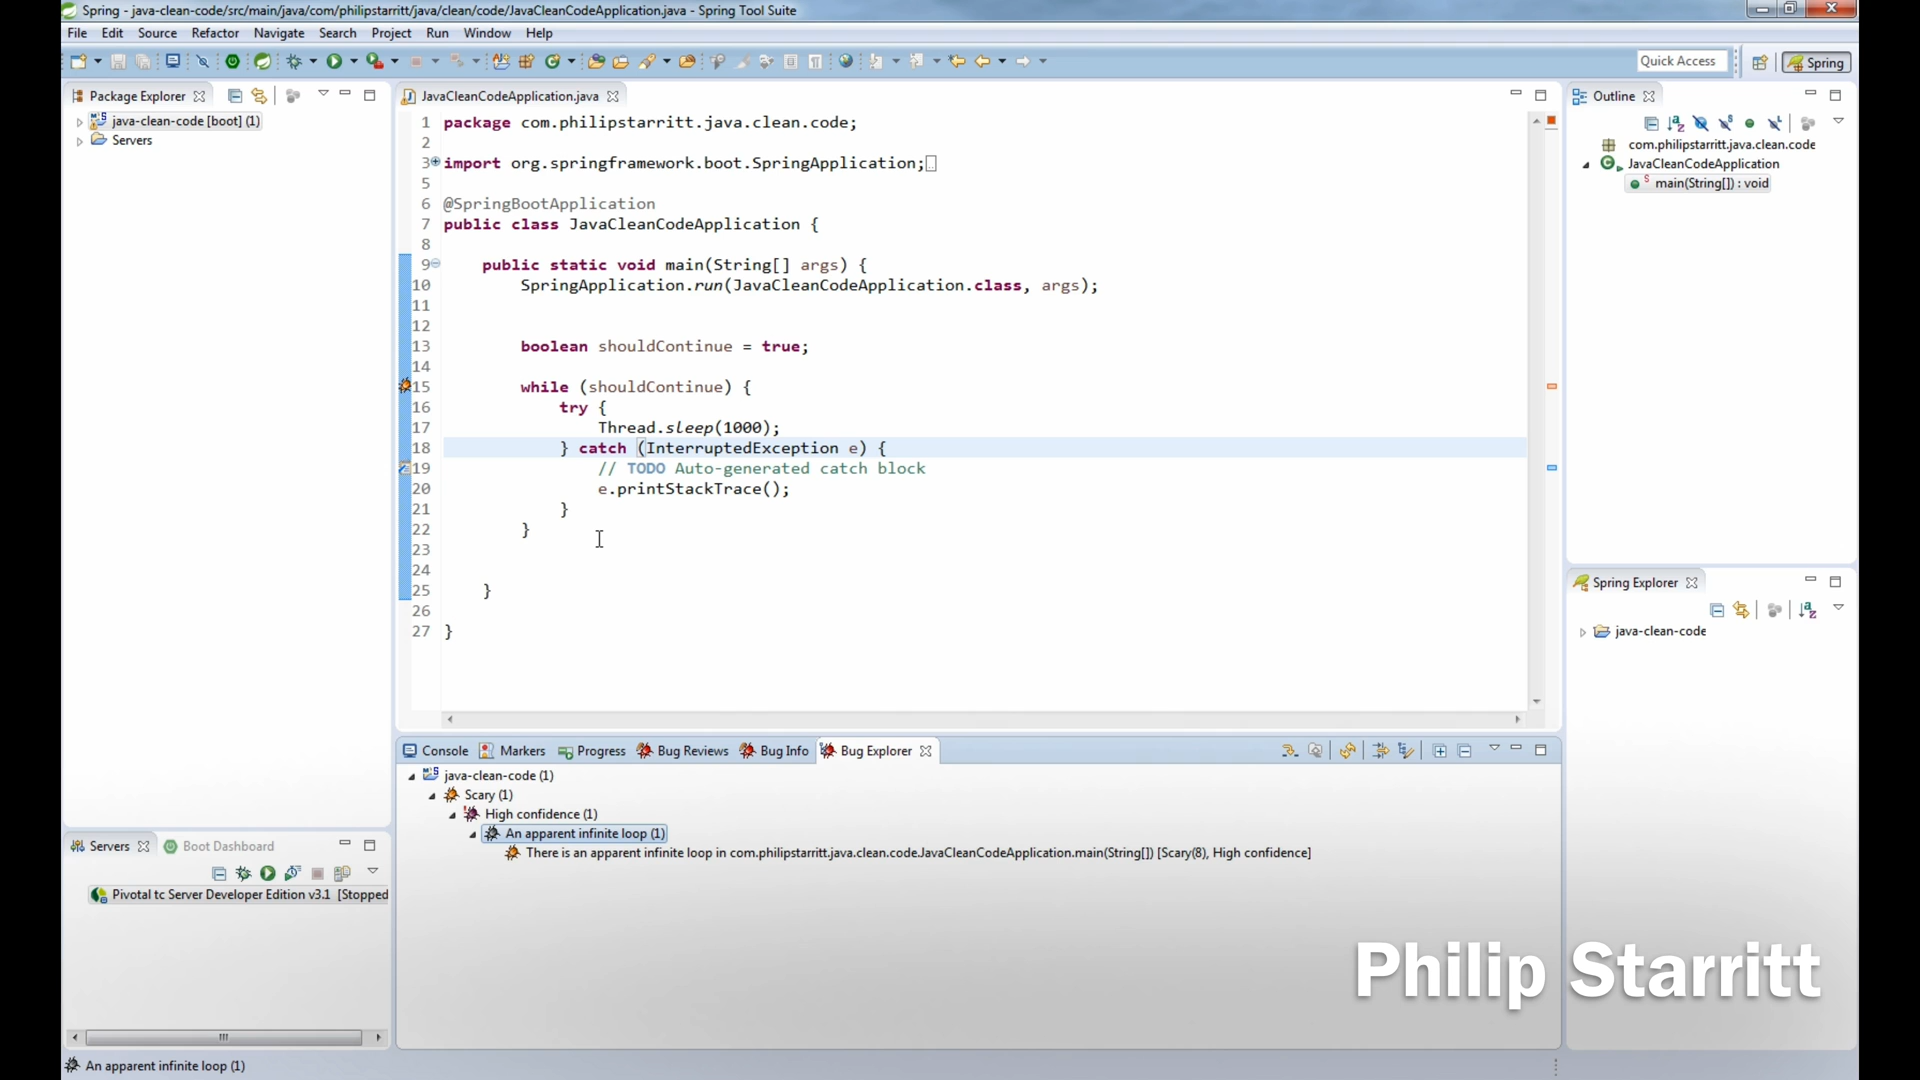 Spring - java-clean-code/src/main/java/com/philipstarritt/java/clean/code/JavaCleanCodeApplication.java - Spring Tool Suite
File Edit Source Refactor Navigate Search Project Run Window Help
Quick Access
Spring
Package Explorer
java-clean-code [boot] (1)
Servers
JavaCleanCodeApplication.java
1 package com.philipstarritt.java.clean.code;
2
3 import org.springframework.boot.SpringApplication;
5
6 @SpringBootApplication
7 public class JavaCleanCodeApplication {
8
9 public static void main(String[] args) {
10 SpringApplication.run(JavaCleanCodeApplication.class, args);
11
12
13 boolean shouldContinue = true;
14
15 while (shouldContinue) {
16 try {
17 Thread.sleep(1000);
18 } catch (InterruptedException e) {
19 // TODO Auto-generated catch block
20 e.printStackTrace();
21 }
22 }
23
24
25 }
26
27 }
Outline
com.philipstarritt.java.clean.code
JavaCleanCodeApplication
main(String[]) : void
Spring Explorer
java-clean-code
Console Markers Progress Bug Reviews Bug Info Bug Explorer
java-clean-code (1)
Scary (1)
High confidence (1)
An apparent infinite loop (1)
There is an apparent infinite loop in com.philipstarritt.java.clean.code.JavaCleanCodeApplication.main(String[]) [Scary(8), High confidence]
Servers Boot Dashboard
Pivotal tc Server Developer Edition v3.1 [Stopped
Philip Starritt
An apparent infinite loop (1)